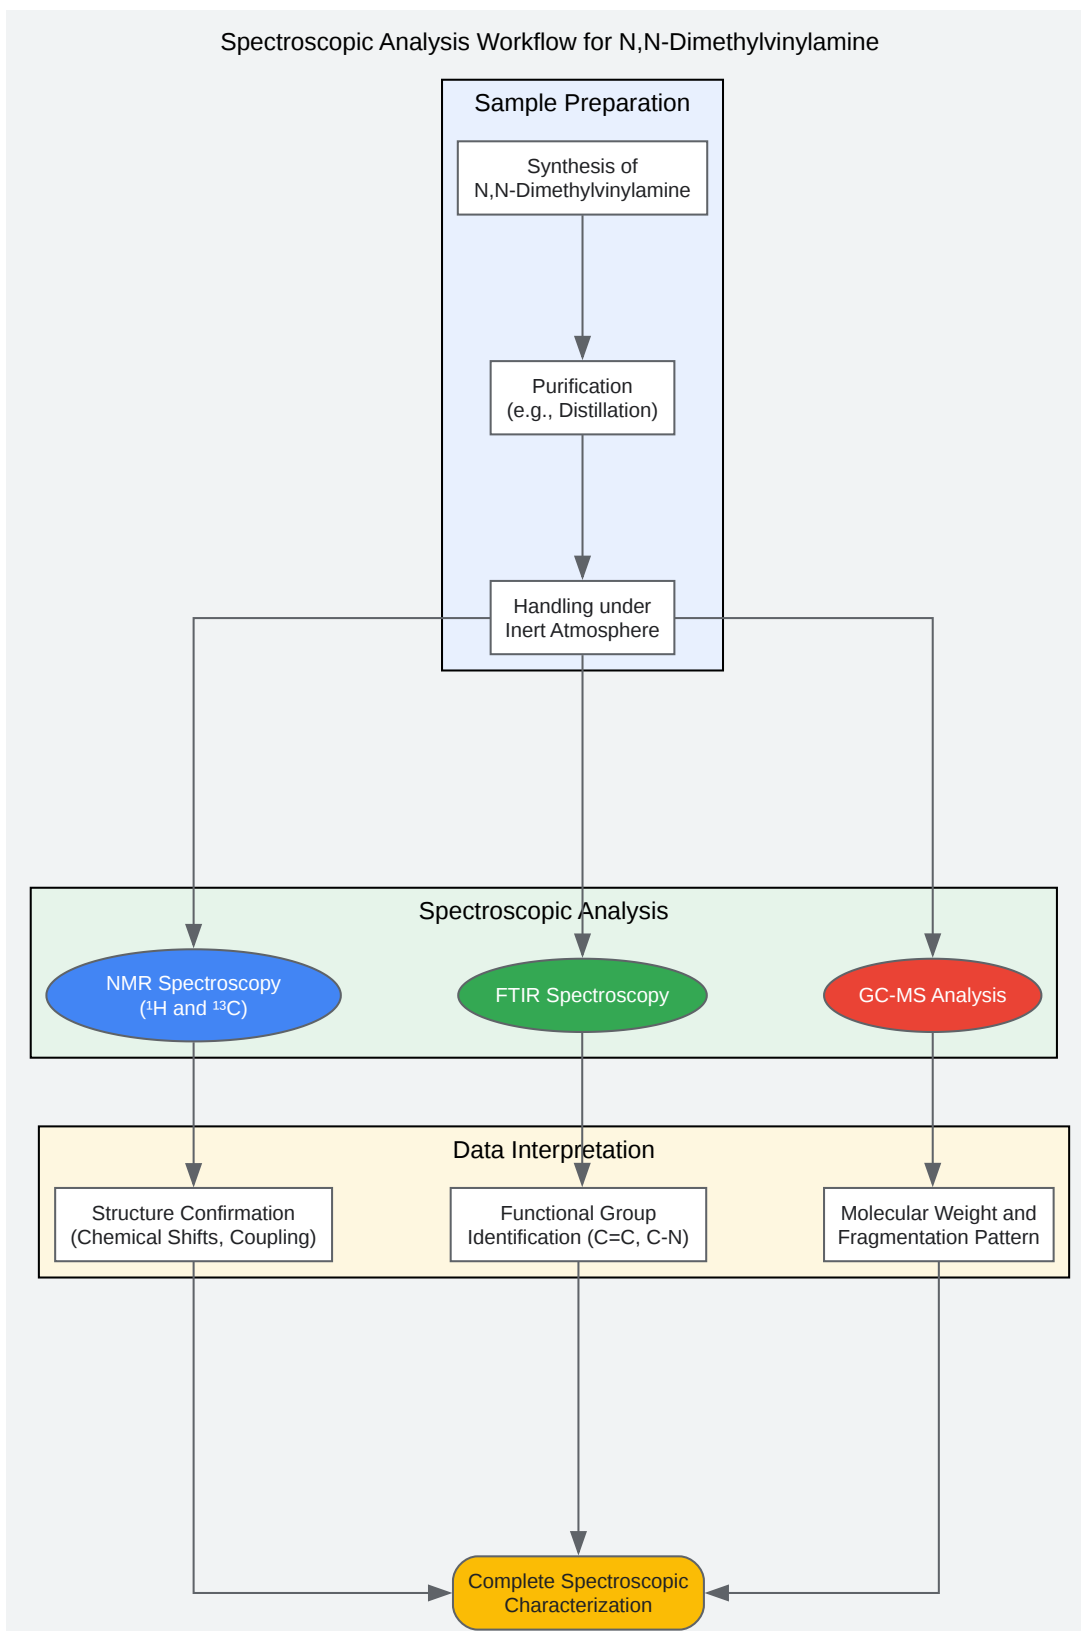 Spectroscopic Analysis Workflow for N,N-Dimethylvinylamine
Sample Preparation
Synthesis of
N,N-Dimethylvinylamine
Purification
(e.g., Distillation)
Handling under
Inert Atmosphere
Spectroscopic Analysis
NMR Spectroscopy
(¹H and ¹³C)
FTIR Spectroscopy
GC-MS Analysis
Data Interpretation
Structure Confirmation
(Chemical Shifts, Coupling)
Functional Group
Identification (C=C, C-N)
Molecular Weight and
Fragmentation Pattern
Complete Spectroscopic
Characterization